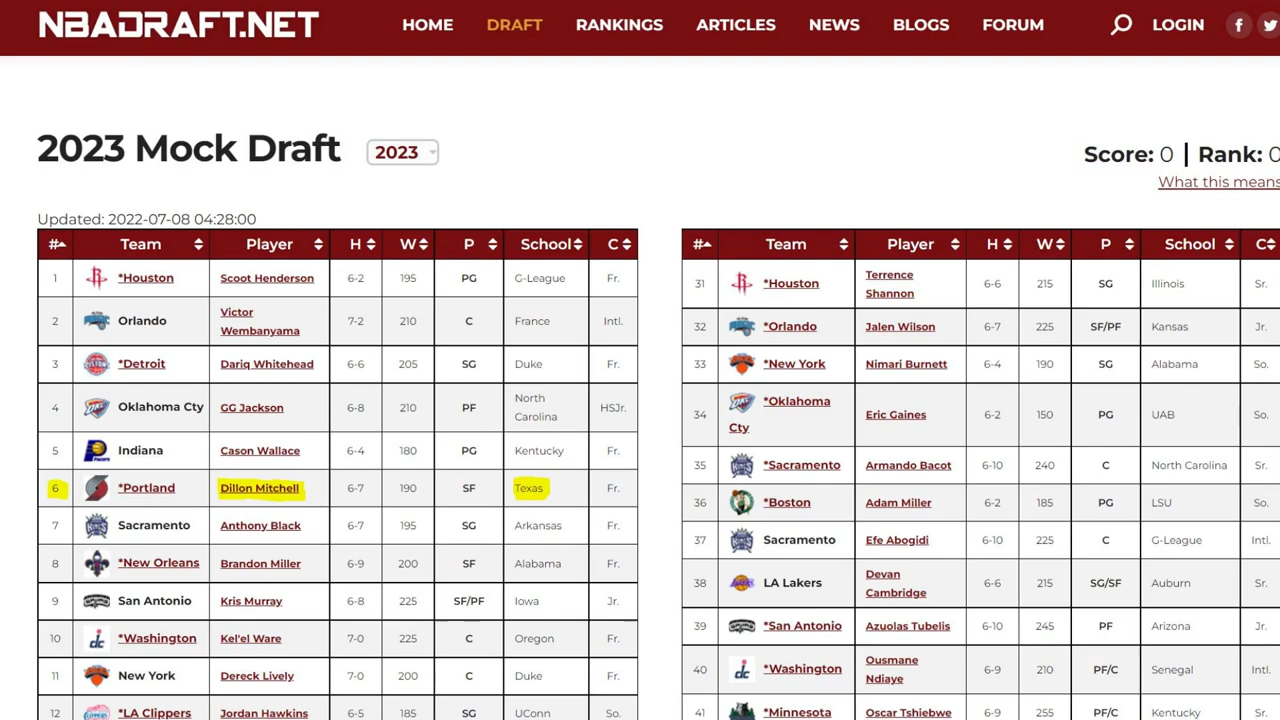 NBADRAFT.NET HOME DRAFT RANKINGS ARTICLES NEWS BLOGS FORUM LOGIN
2023 Mock Draft 2023
Score: 0 | Rank: 0
What this means
Updated: 2022-07-08 04:28:00
# Team Player H W P School C
1 *Houston Scoot Henderson 6-2 195 PG G-League Fr.
2 Orlando Victor Wembanyama 7-2 210 C France Intl.
3 *Detroit Dariq Whitehead 6-6 205 SG Duke Fr.
4 Oklahoma Cty GG Jackson 6-8 210 PF North Carolina HSJr.
5 Indiana Cason Wallace 6-4 180 PG Kentucky Fr.
6 *Portland Dillon Mitchell 6-7 190 SF Texas Fr.
7 Sacramento Anthony Black 6-7 195 SG Arkansas Fr.
8 *New Orleans Brandon Miller 6-9 200 SF Alabama Fr.
9 San Antonio Kris Murray 6-8 225 SF/PF Iowa Jr.
10 *Washington Kel'el Ware 7-0 225 C Oregon Fr.
11 New York Dereck Lively 7-0 200 C Duke Fr.
12 *LA Clippers Jordan Hawkins 6-5 185 SG UConn So.
# Team Player H W P School C
31 *Houston Terrence Shannon 6-6 215 SG Illinois Sr.
32 *Orlando Jalen Wilson 6-7 225 SF/PF Kansas Jr.
33 *New York Nimari Burnett 6-4 190 SG Alabama So.
34 *Oklahoma Cty Eric Gaines 6-2 150 PG UAB So.
35 *Sacramento Armando Bacot 6-10 240 C North Carolina Sr.
36 *Boston Adam Miller 6-2 185 PG LSU So.
37 Sacramento Efe Abogidi 6-10 225 C G-League Intl.
38 LA Lakers Devan Cambridge 6-6 215 SG/SF Auburn Sr.
39 *San Antonio Azuolas Tubelis 6-10 245 PF Arizona Jr.
40 *Washington Ousmane Ndiaye 6-9 210 PF/C Senegal Intl.
41 *Minnesota Oscar Tshiebwe 6-9 255 PF/C Kentucky Sr.